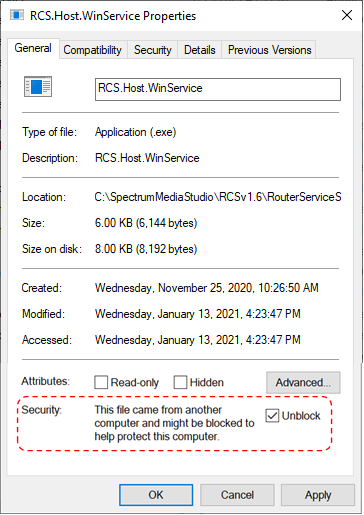 RCS.Host.WinService Properties
General Compatibility Security Details Previous Versions
RCS.Host.WinService
Type of file: Application (.exe)
Description: RCS.Host.WinService
Location: C:\SpectrumMediaStudio\RCSv1.6\RouterServiceS
Size: 6.00 KB (6,144 bytes)
Size on disk: 8.00 KB (8,192 bytes)
Created: Wednesday, November 25, 2020, 10:26:50 AM
Modified: Wednesday, January 13, 2021, 4:23:47 PM
Accessed: Wednesday, January 13, 2021, 4:23:47 PM
Attributes: Read-only Hidden Advanced...
Security: This file came from another
computer and might be blocked to
help protect this computer.
Unblock
OK Cancel Apply